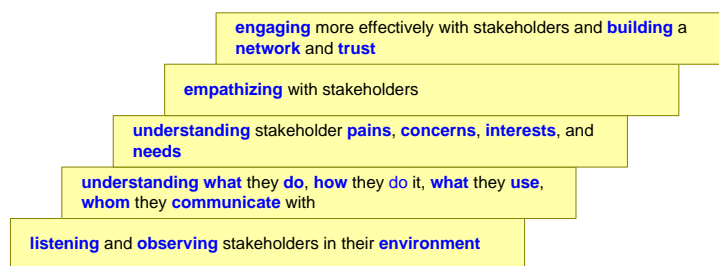 engaging more effectively with stakeholders and building a
network and trust
empathizing with stakeholders
understanding stakeholder pains, concerns, interests, and
needs
understanding what they do, how they do it, what they use,
whom they communicate with
listening and observing stakeholders in their environment